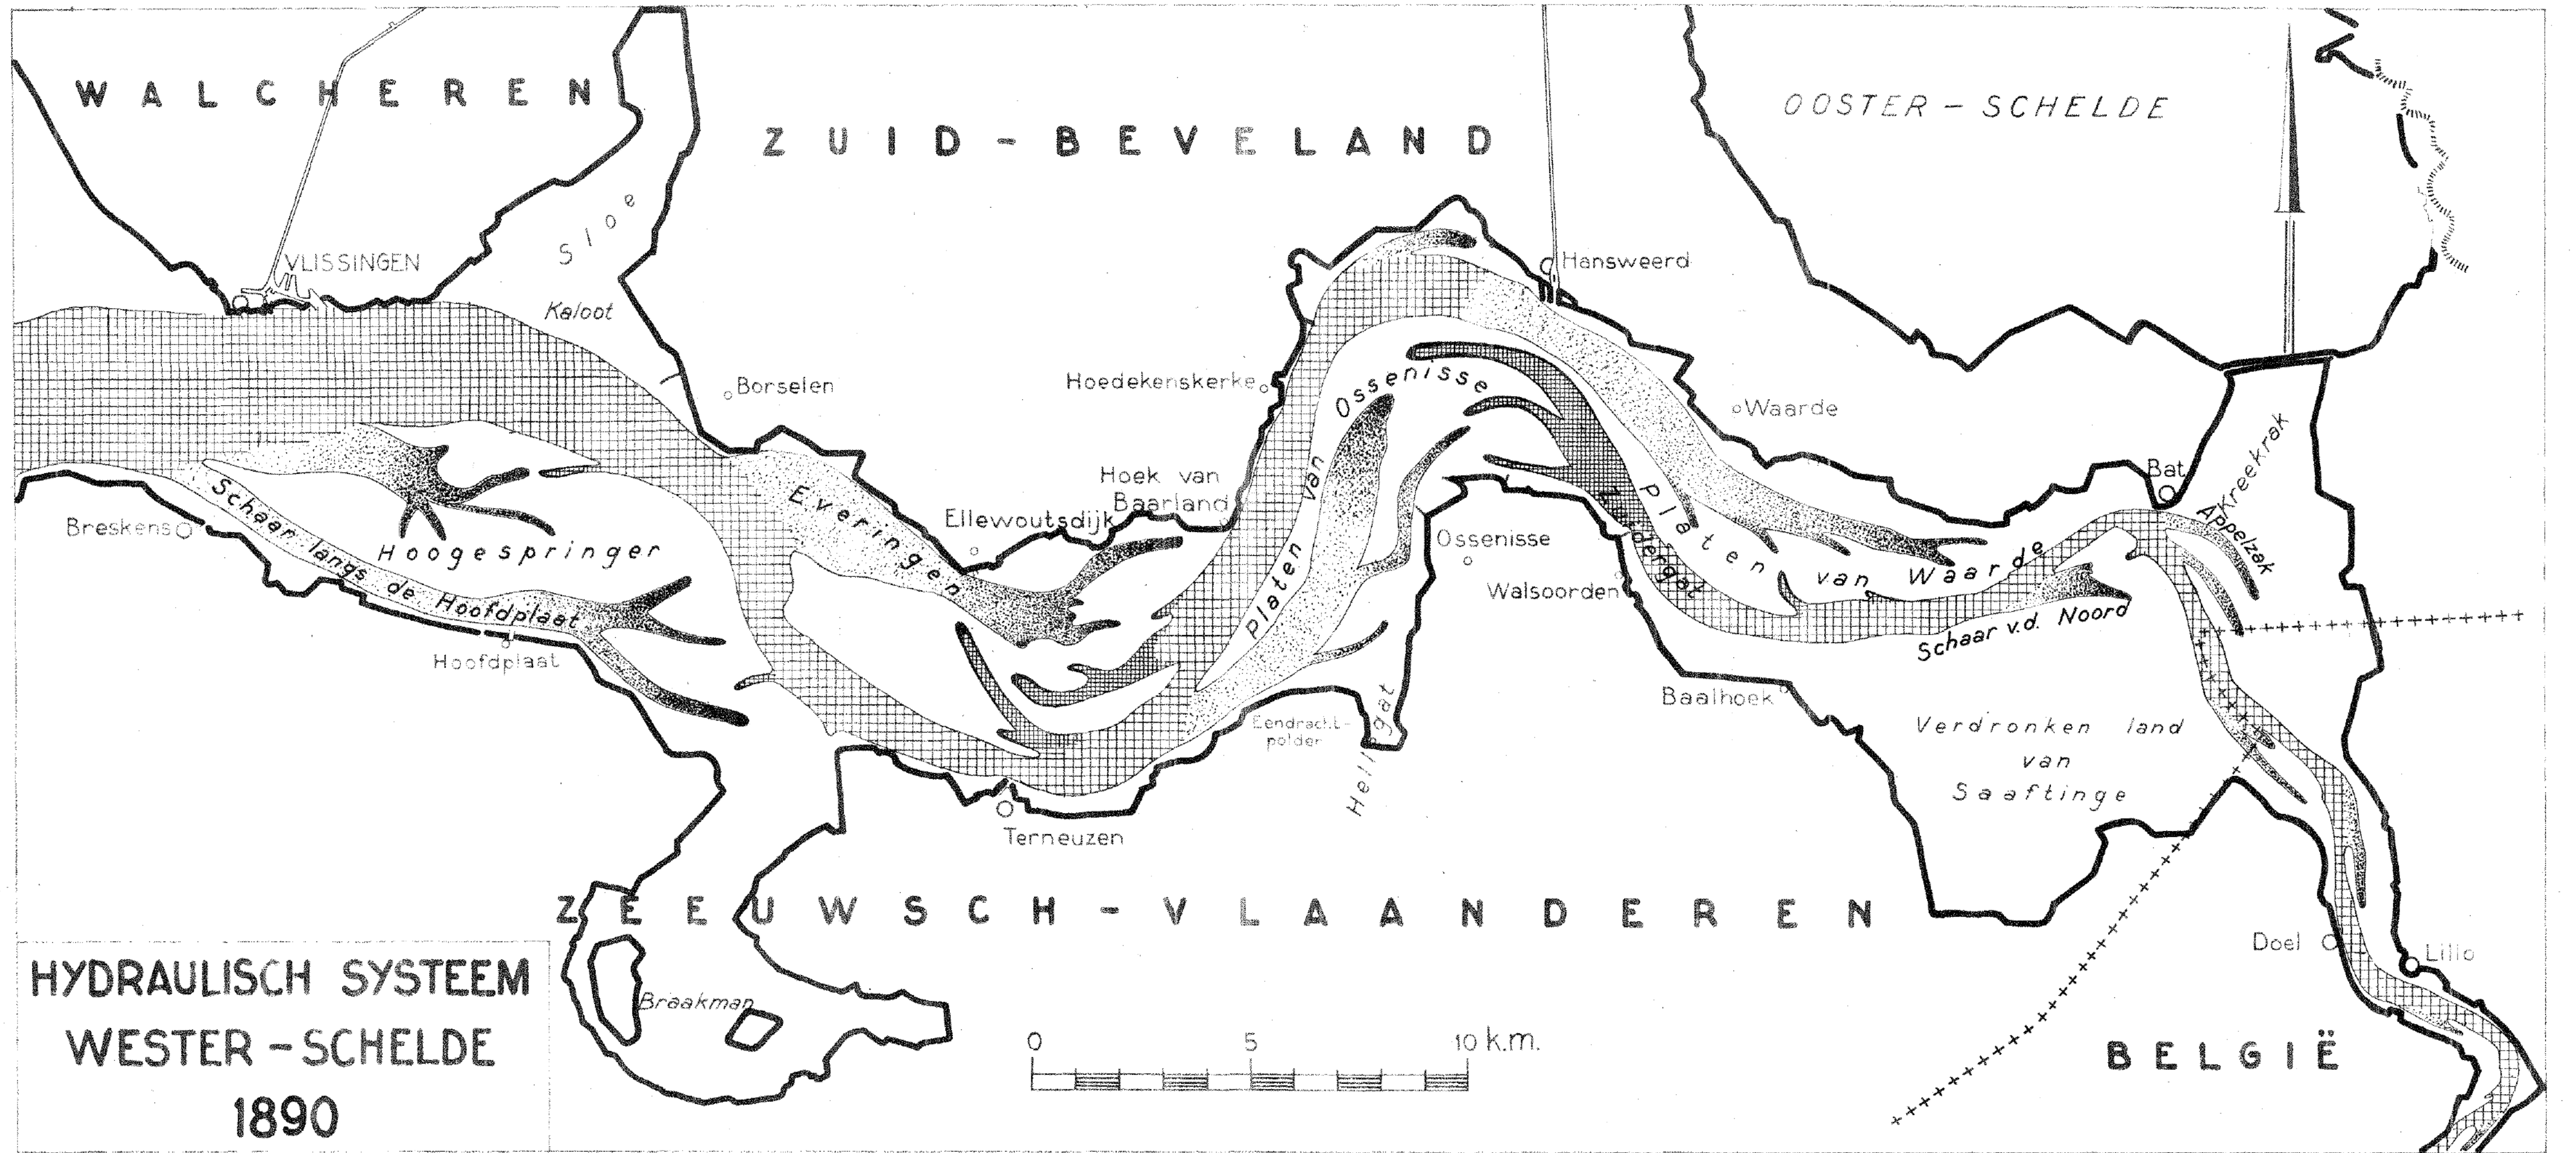 WALCHEREN
ZUID-BEVELAND
OOSTER-SCHELDE
Sloe
VLISSINGEN
Hansweerd
Kaloot
Borselen
Hoedekenskerke
Platen van Ossenisse
Waarde
Bat
Kreekrak
Appelzak
Hoek van
Baarland
Everingen
Ellewoutsdijk
Breskens
Schaar langs de Hoofdplaat
Hoogespringer
Hoofdplaat
Ossenisse
Walsoorden
Zuidergat
Platen van Waarde
Schaar v.d. Noord
Baalhoek
Eendracht-
polder
Hellegat
Verdronken land
van
Saaftinge
Terneuzen
ZEEUWSCH-VLAANDEREN
Doel
Lillo
Braakman
BELGIË
0 5 10 k.m.
HYDRAULISCH SYSTEEM
WESTER-SCHELDE
1890